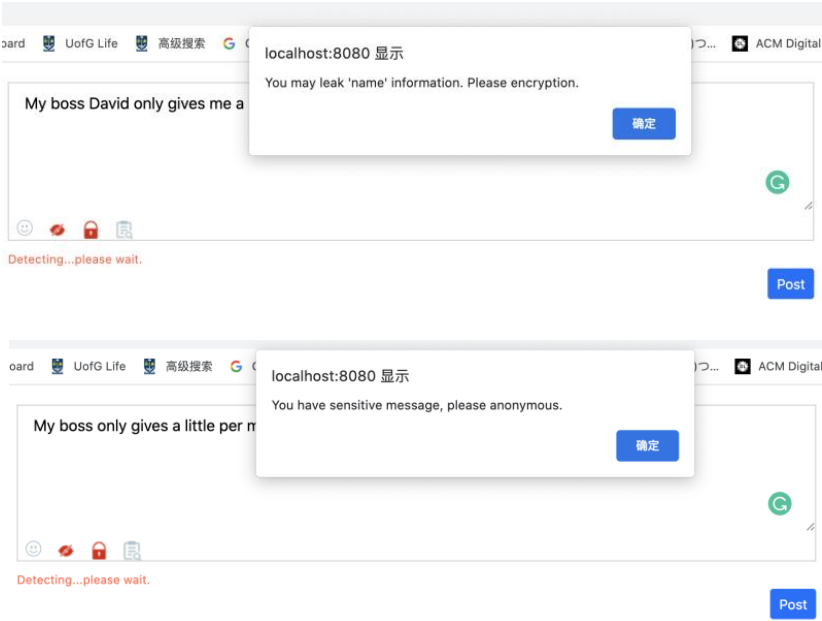 oard UofG Life 高级搜索 )つ... ACM Digital
localhost:8080 显示
You may leak 'name' information. Please encryption.
确定
My boss David only gives me a
Detecting...please wait.
Post
oard UofG Life 高级搜索 )つ... ACM Digital
localhost:8080 显示
You have sensitive message, please anonymous.
确定
My boss only gives a little per m
Detecting...please wait.
Post